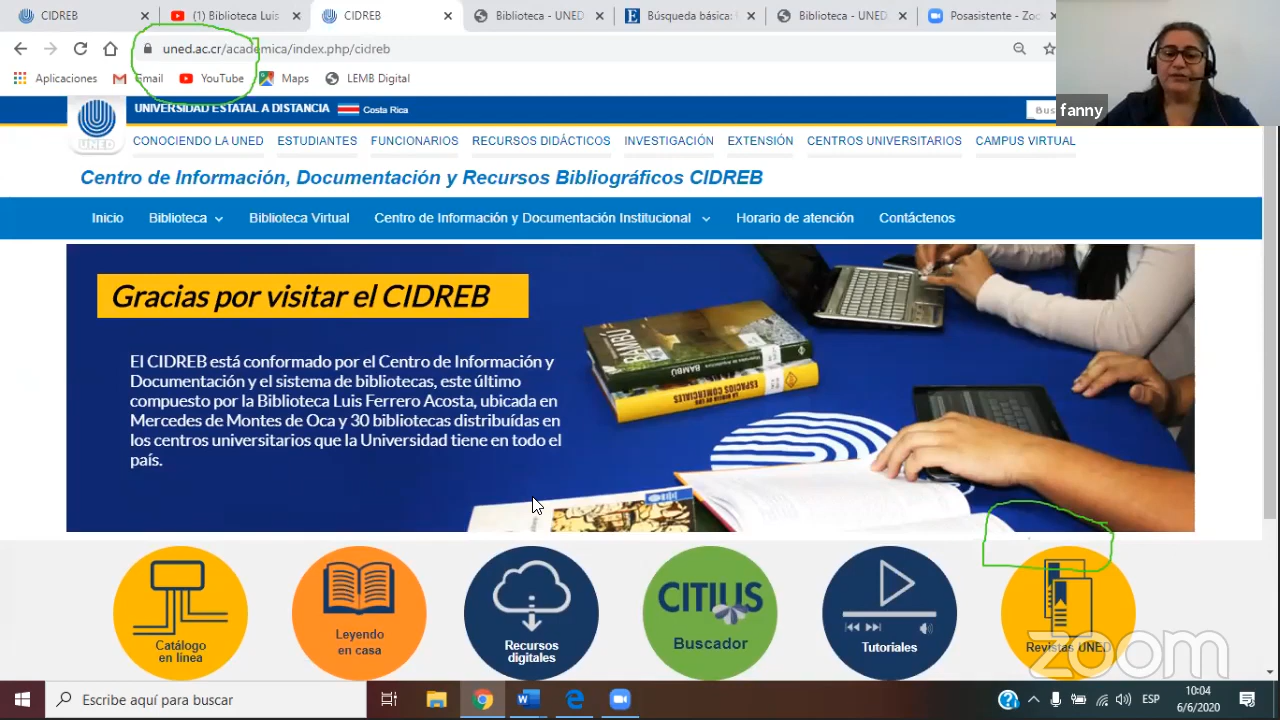 CIDREB
(1) Biblioteca Luis
CIDREB
Biblioteca - UNED
Búsqueda básica:
Biblioteca - UNED
Posasistente - Zoo
uned.ac.cr/academica/index.php/cidreb
Aplicaciones
Gmail
YouTube
Maps
LEMB Digital
fanny
UNIVERSIDAD ESTATAL A DISTANCIA
Costa Rica
Bus
UNED
CONOCIENDO LA UNED ESTUDIANTES FUNCIONARIOS RECURSOS DIDÁCTICOS INVESTIGACIÓN EXTENSIÓN CENTROS UNIVERSITARIOS CAMPUS VIRTUAL
Centro de Información, Documentación y Recursos Bibliográficos CIDREB
Inicio Biblioteca Biblioteca Virtual Centro de Información y Documentación Institucional Horario de atención Contáctenos
Gracias por visitar el CIDREB
El CIDREB está conformado por el Centro de Información y
Documentación y el sistema de bibliotecas, este último
compuesto por la Biblioteca Luis Ferrero Acosta, ubicada en
Mercedes de Montes de Oca y 30 bibliotecas distribuídas en
los centros universitarios que la Universidad tiene en todo el
país.
BAMBÚ
BAMBÚ
ESPACIOS COMERCIALES
Catálogo
en línea
Leyendo
en casa
Recursos
digitales
CITIUS
Buscador
Tutoriales
Revistas UNED
zoom
Escribe aquí para buscar
ESP
10:04
6/6/2020